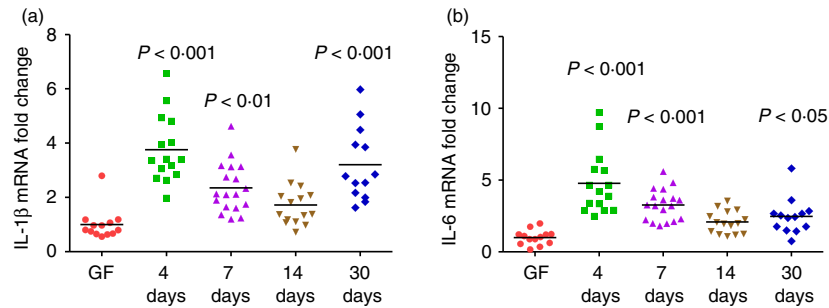 (a)
IL-1β mRNA fold change
8
6
4
2
0
P < 0·001
P < 0·01
P < 0·001
GF
4
days
7
days
14
days
30
days
(b)
IL-6 mRNA fold change
15
10
5
0
P < 0·001
P < 0·001
P < 0·05
GF
4
days
7
days
14
days
30
days